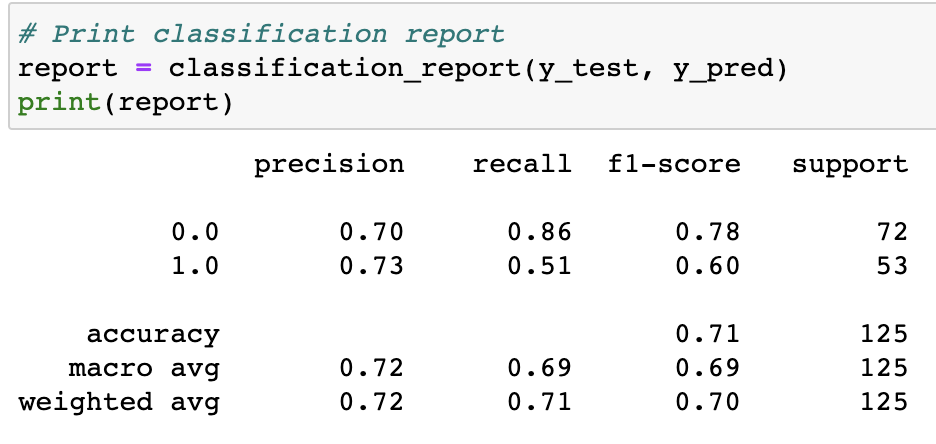 # Print classification report
report = classification_report(y_test, y_pred)
print(report)
precision recall f1-score support
0.0 0.70 0.86 0.78 72
1.0 0.73 0.51 0.60 53
accuracy 0.71 125
macro avg 0.72 0.69 0.69 125
weighted avg 0.72 0.71 0.70 125